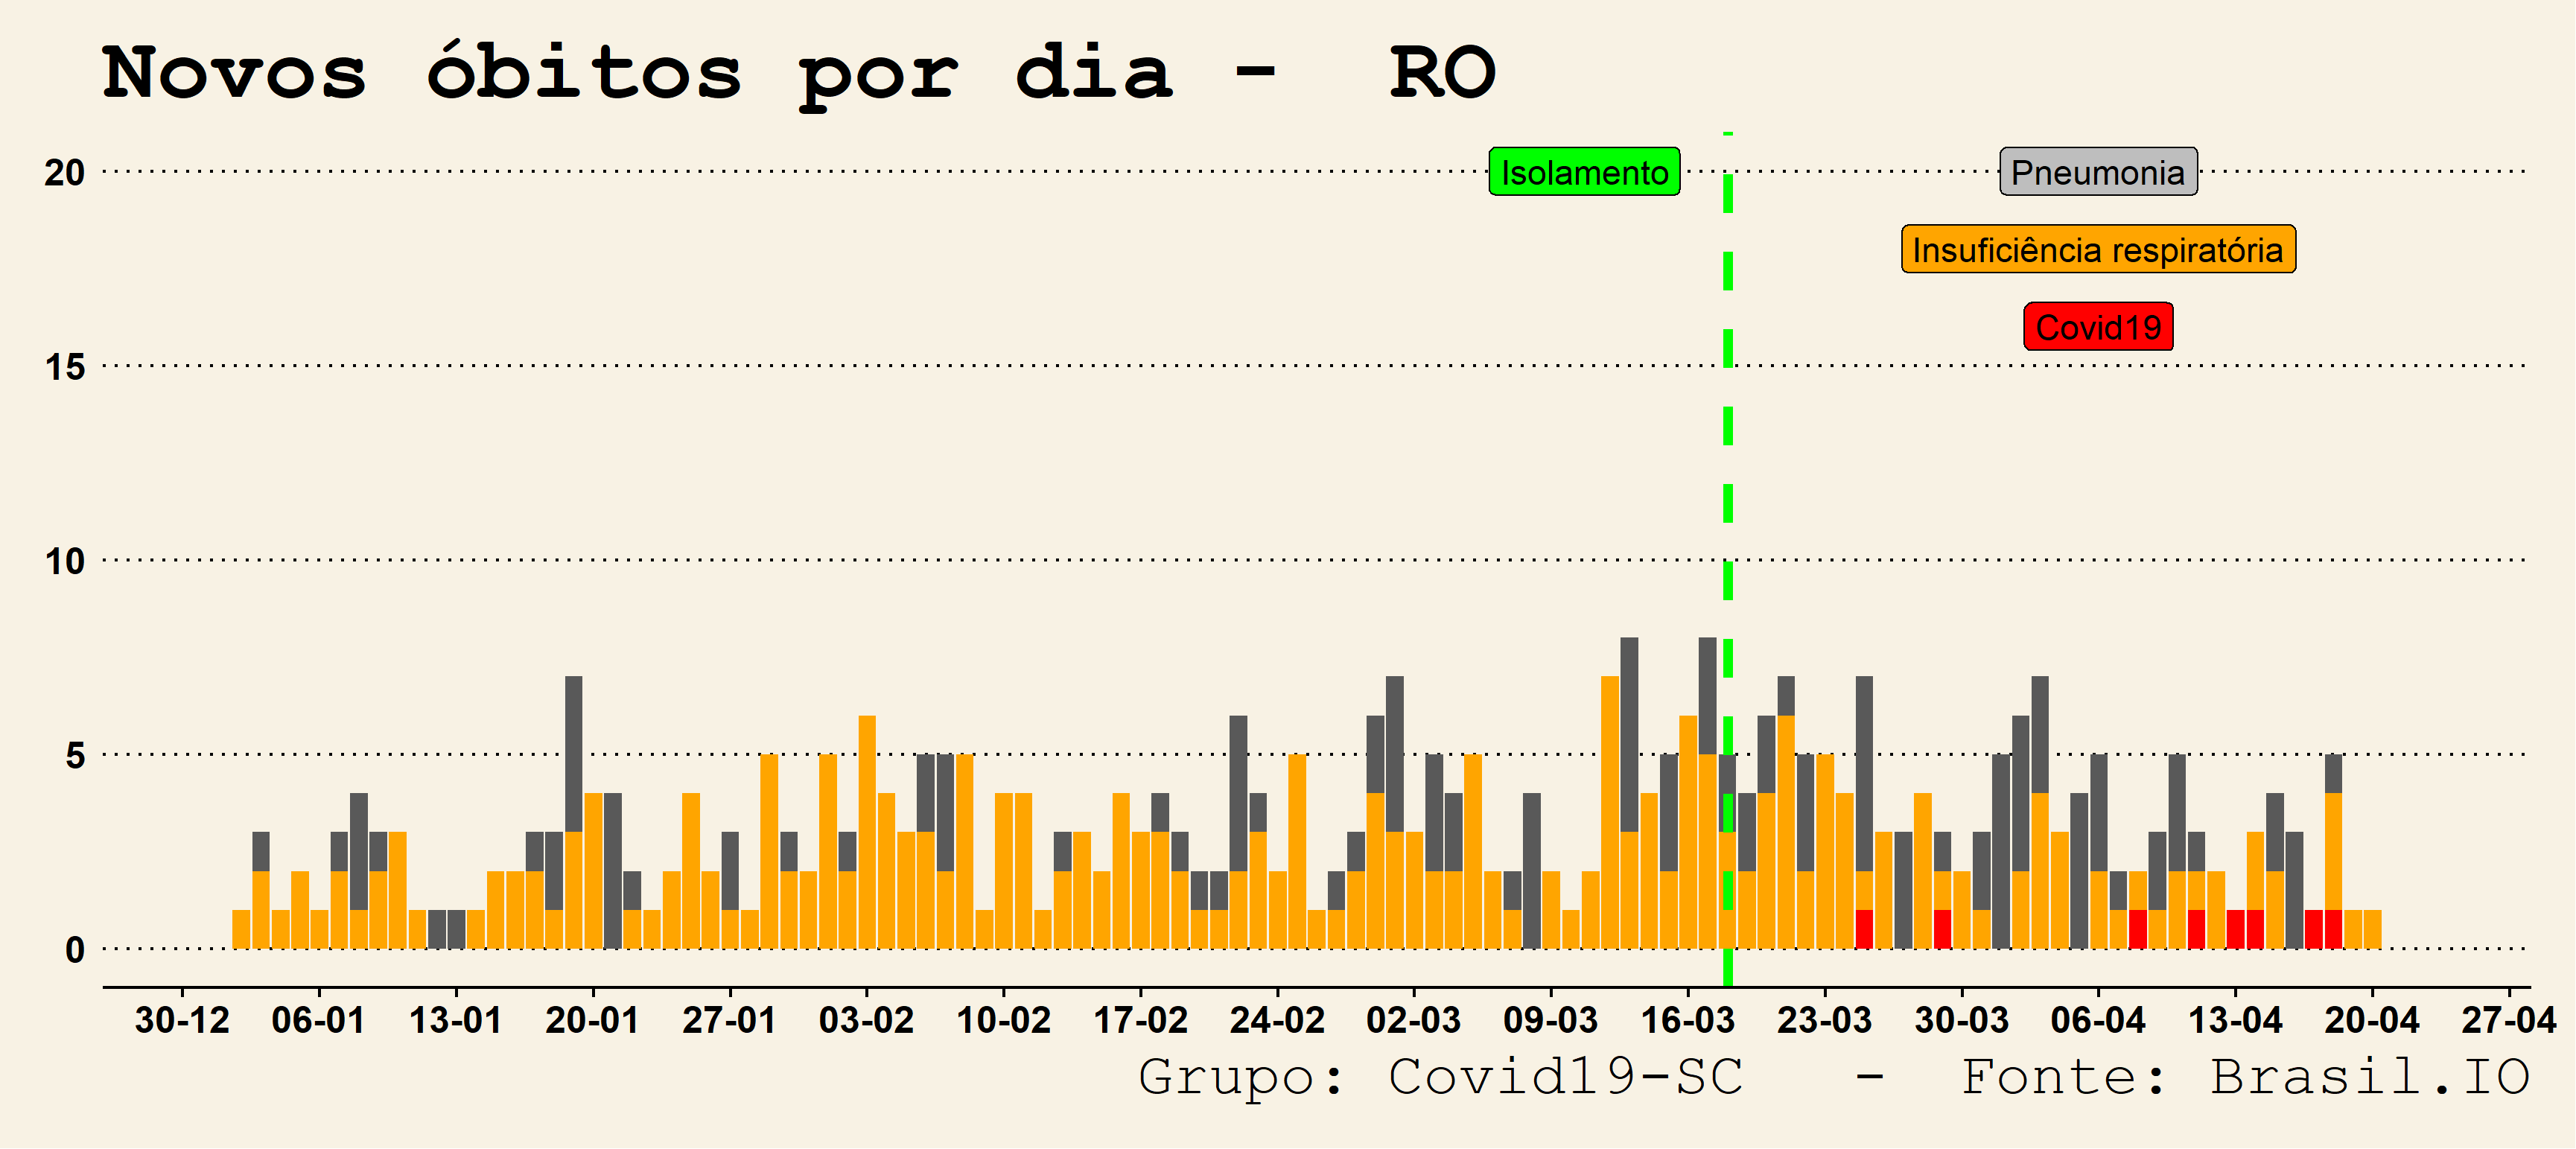 Novos óbitos por dia - RO
20
Isolamento
Pneumonia
Insuficiência respiratória
Covid19
15
10
5
0
30-12 06-01 13-01 20-01 27-01 03-02 10-02 17-02 24-02 02-03 09-03 16-03 23-03 30-03 06-04 13-04 20-04 27-04
Grupo: Covid19-SC - Fonte: Brasil.IO